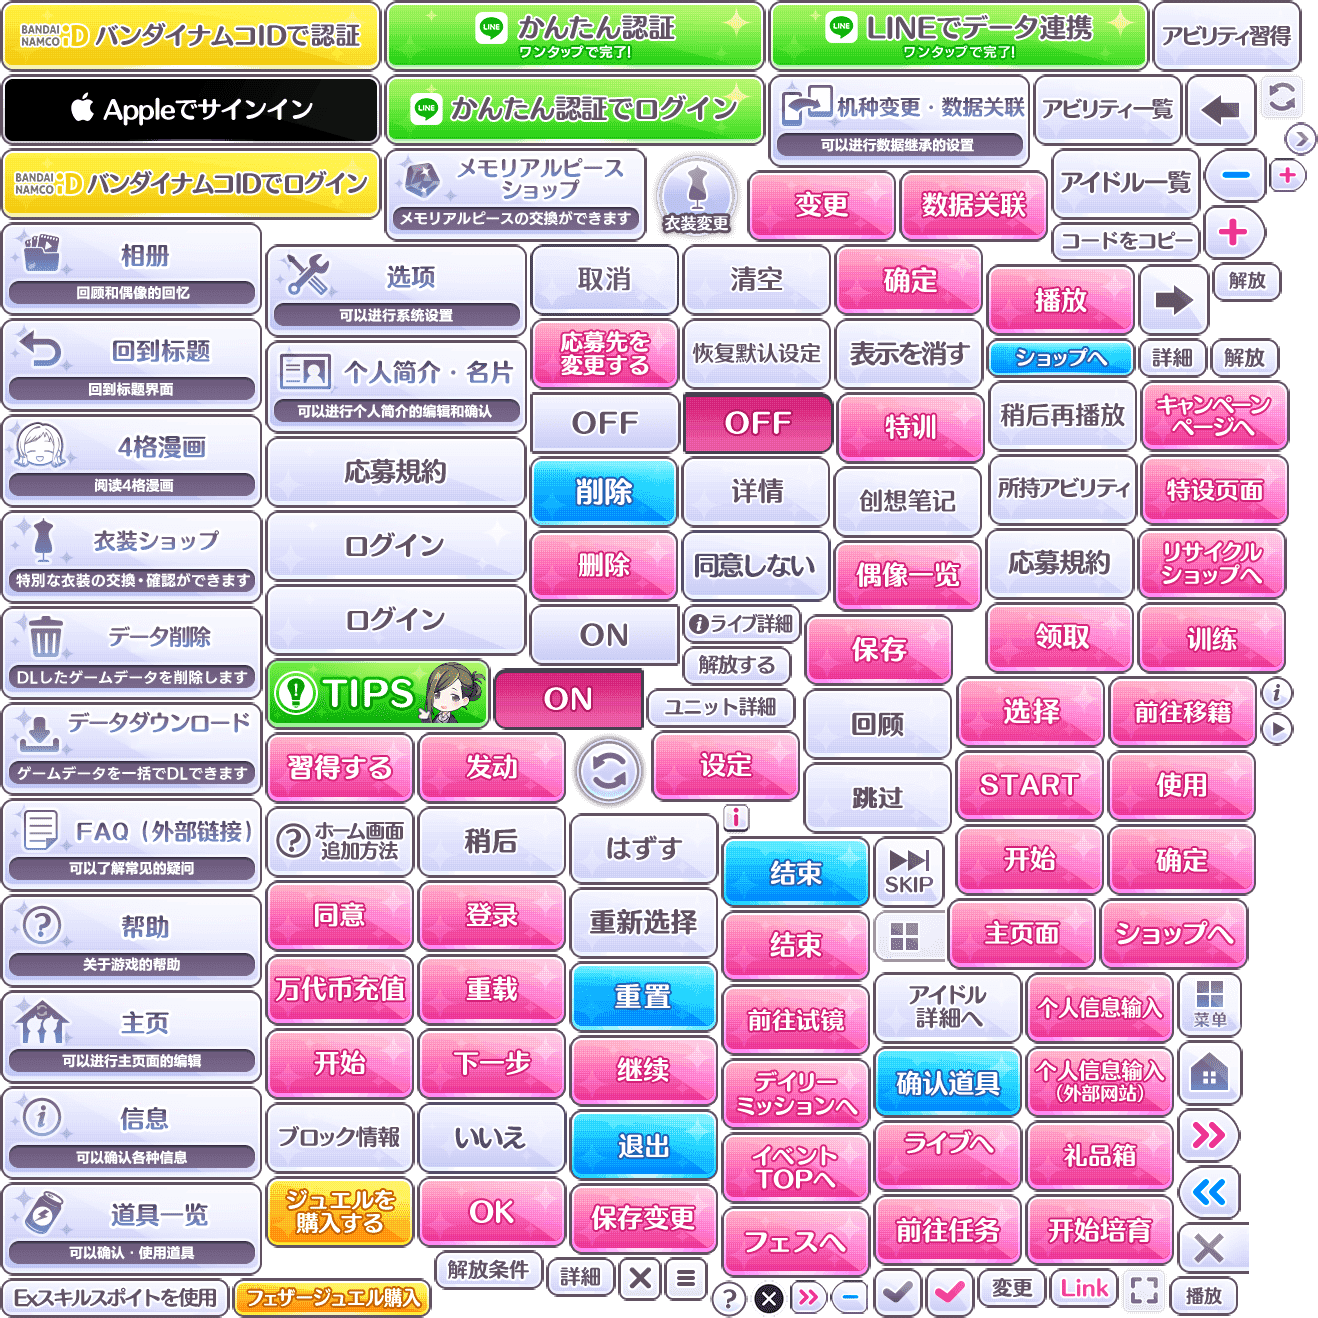 BANDAI NAMCO iD バンダイナムコIDで認証
LINE かんたん認証
ワンタップで完了!
LINE LINEでデータ連携
ワンタップで完了!
アビリティ習得
Appleでサインイン
LINE かんたん認証でログイン
机种变更・数据关联
可以进行数据继承的设置
アビリティ一覧
BANDAI NAMCO iD バンダイナムコIDでログイン
メモリアルピース
ショップ
メモリアルピースの交換ができます
衣装変更
变更
数据关联
アイドル一覧
コードをコピー
相册
回顾和偶像的回忆
选项
可以进行系统设置
取消
清空
确定
播放
解放
回到标题
回到标题界面
个人简介・名片
可以进行个人简介的编辑和确认
応募先を
変更する
恢复默认设定
表示を消す
ショップへ
詳細
解放
4格漫画
阅读4格漫画
応募規約
OFF
OFF
特训
稍后再播放
キャンペーン
ページへ
削除
详情
创想笔记
所持アビリティ
特设页面
衣装ショップ
特別な衣装の交換・確認ができます
ログイン
删除
同意しない
偶像一览
応募規約
リサイクル
ショップへ
データ削除
DLしたゲームデータを削除します
ログイン
ON
ライブ詳細
解放する
保存
领取
训练
TIPS
ON
ユニット詳細
回顾
选择
前往移籍
データダウンロード
ゲームデータを一括でDLできます
習得する
发动
设定
跳过
START
使用
FAQ（外部链接）
可以了解常见的疑问
ホーム画面
追加方法
稍后
はずす
结束
SKIP
开始
确定
帮助
关于游戏的帮助
同意
登录
重新选择
结束
主页面
ショップへ
主页
可以进行主页面的编辑
万代币充值
重载
重置
前往试镜
アイドル
詳細へ
个人信息输入
菜单
开始
下一步
继续
デイリー
ミッションへ
确认道具
个人信息输入
(外部网站)
信息
可以确认各种信息
ブロック情報
いいえ
退出
イベント
TOPへ
ライブへ
礼品箱
道具一览
可以确认・使用道具
ジュエルを
購入する
OK
保存变更
フェスへ
前往任务
开始培育
Exスキルスポイトを使用
フェザージュエル購入
解放条件
詳細
変更
Link
播放